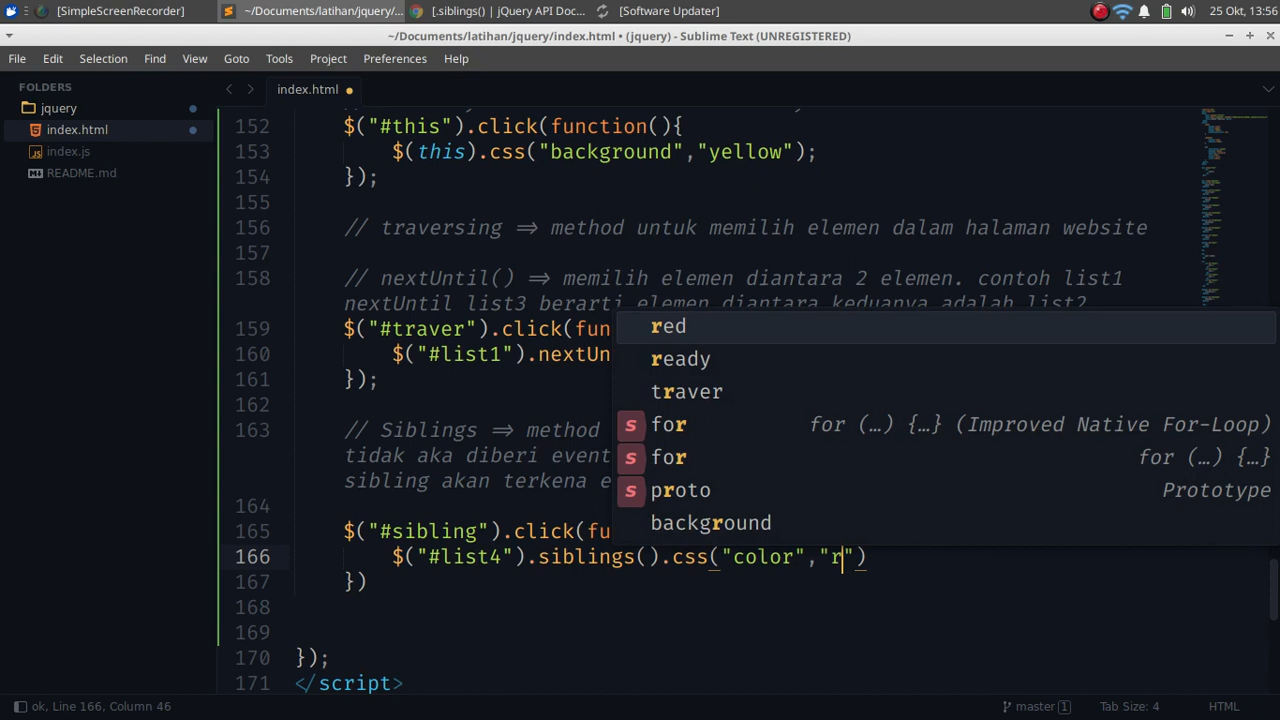 [SimpleScreenRecorder]
~/Documents/latihan/jquery/...
[.siblings() | jQuery API Doc...
[Software Updater]
25 Okt, 13:56
~/Documents/latihan/jquery/index.html • (jquery) - Sublime Text (UNREGISTERED)
File Edit Selection Find View Goto Tools Project Preferences Help
FOLDERS
jquery
index.html
index.js
README.md
index.html
152 $("#this").click(function(){
153 $(this).css("background","yellow");
154 });
155
156 // traversing => method untuk memilih elemen dalam halaman website
157
158 // nextUntil() => memilih elemen diantara 2 elemen. contoh list1
nextUntil list3 berarti elemen diantara keduanya adalah list2
159 $("#traver").click(fun
160 $("#list1").nextUn
161 });
162
163 // Siblings => method
tidak aka diberi event
sibling akan terkena e
164
165 $("#sibling").click(fu
166 $("#list4").siblings().css("color","r")
167 })
168
169
170 });
171 </script>
red
ready
traver
s for for (…) {…} (Improved Native For-Loop)
s for for (…) {…}
s proto Prototype
background
ok, Line 166, Column 46
master 1
Tab Size: 4
HTML